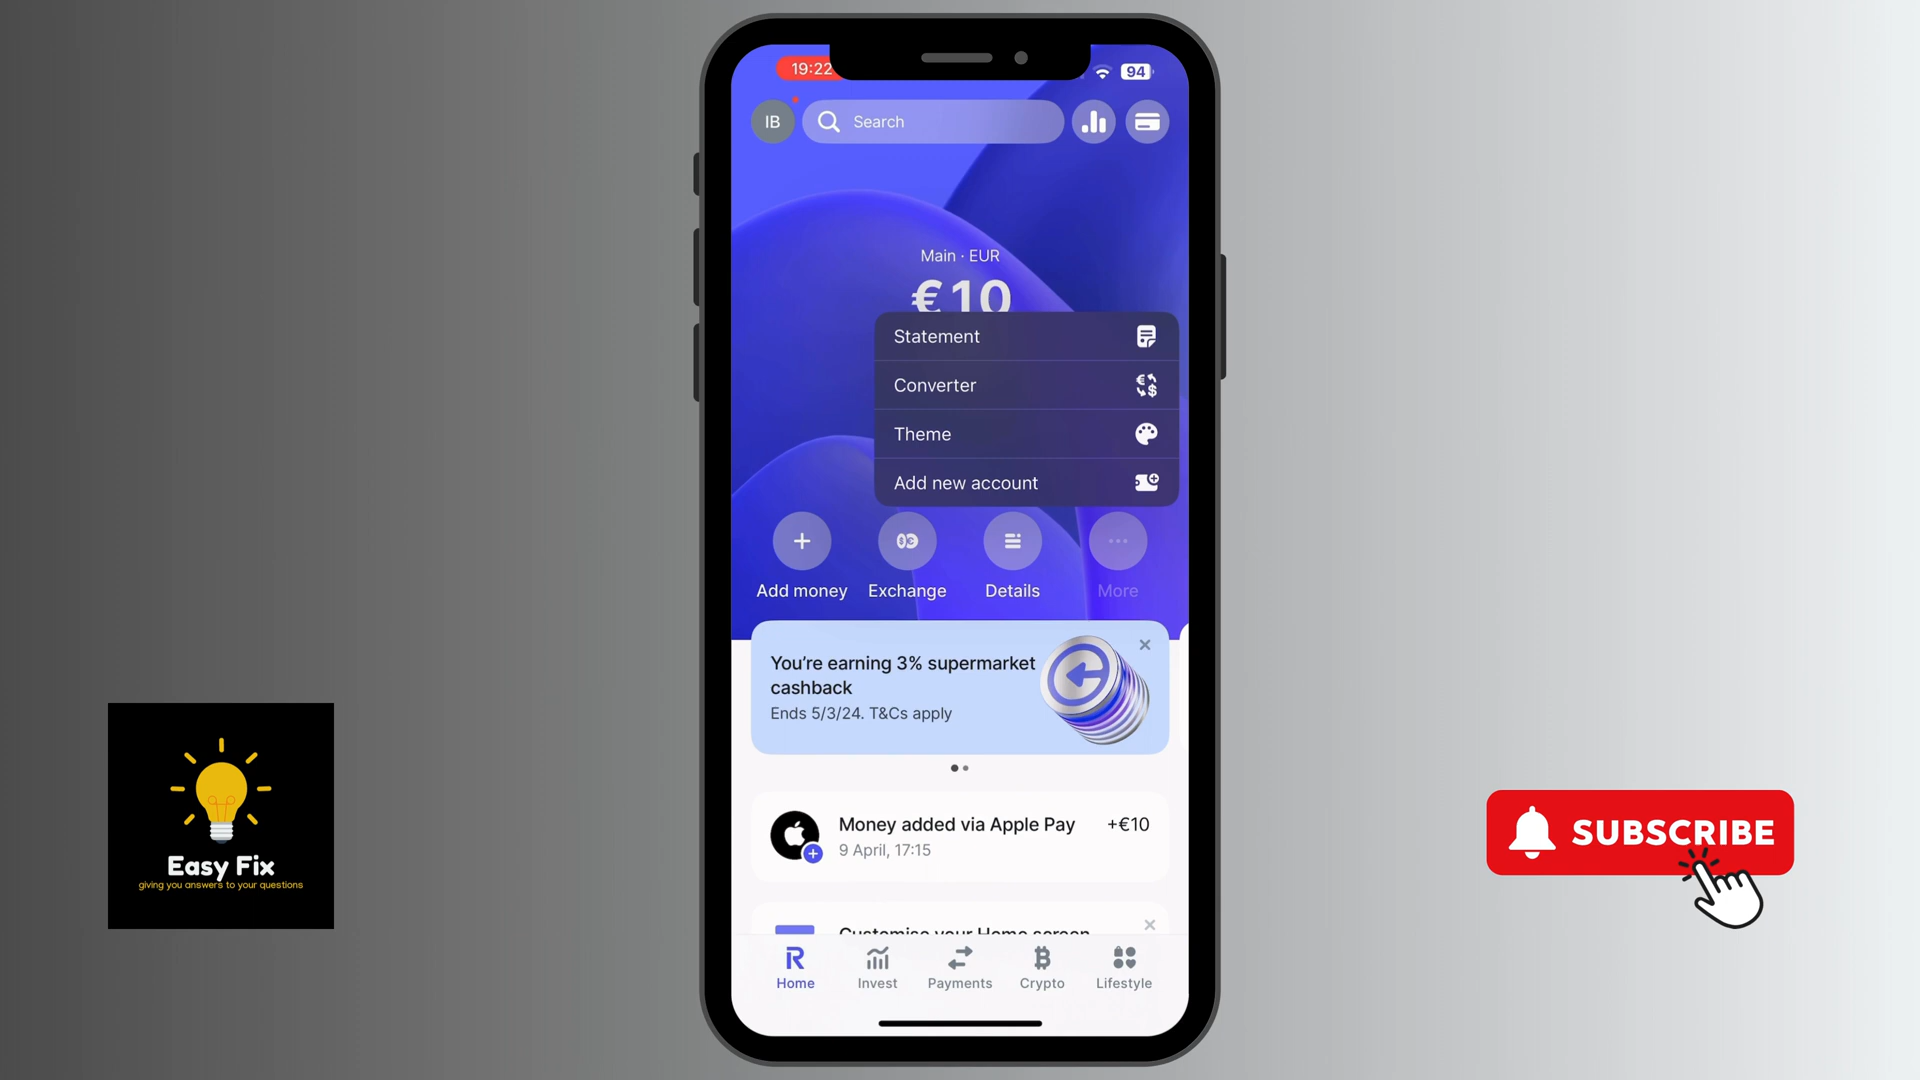 19:22
94
IB
Search
Main · EUR
€10
Statement
Converter
Theme
Add new account
Add money
Exchange
Details
More
You’re earning 3% supermarket
cashback
Ends 5/3/24. T&Cs apply
Money added via Apple Pay
+€10
9 April, 17:15
Customise your Home screen
Home
Invest
Payments
Crypto
Lifestyle
Easy Fix
giving you answers to your questions
SUBSCRIBE